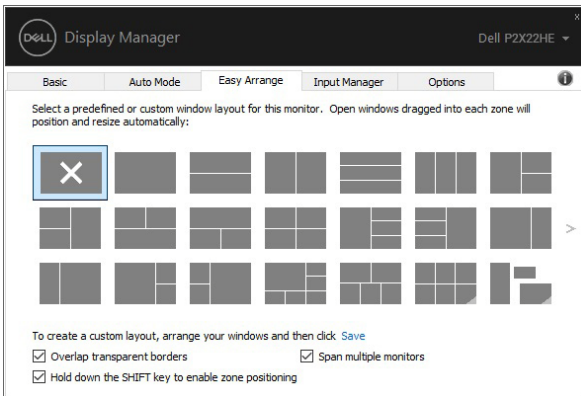 DELL Display Manager Dell P2X22HE
Basic Auto Mode Easy Arrange Input Manager Options
Select a predefined or custom window layout for this monitor. Open windows dragged into each zone will
position and resize automatically:
To create a custom layout, arrange your windows and then click Save
Overlap transparent borders Span multiple monitors
Hold down the SHIFT key to enable zone positioning